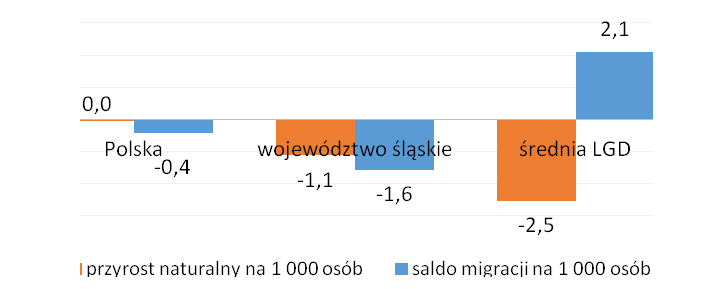 2,1
0,0
Polska
województwo śląskie
średnia LGD
-0,4
-1,1
-1,6
-2,5
przyrost naturalny na 1 000 osób
saldo migracji na 1 000 osób